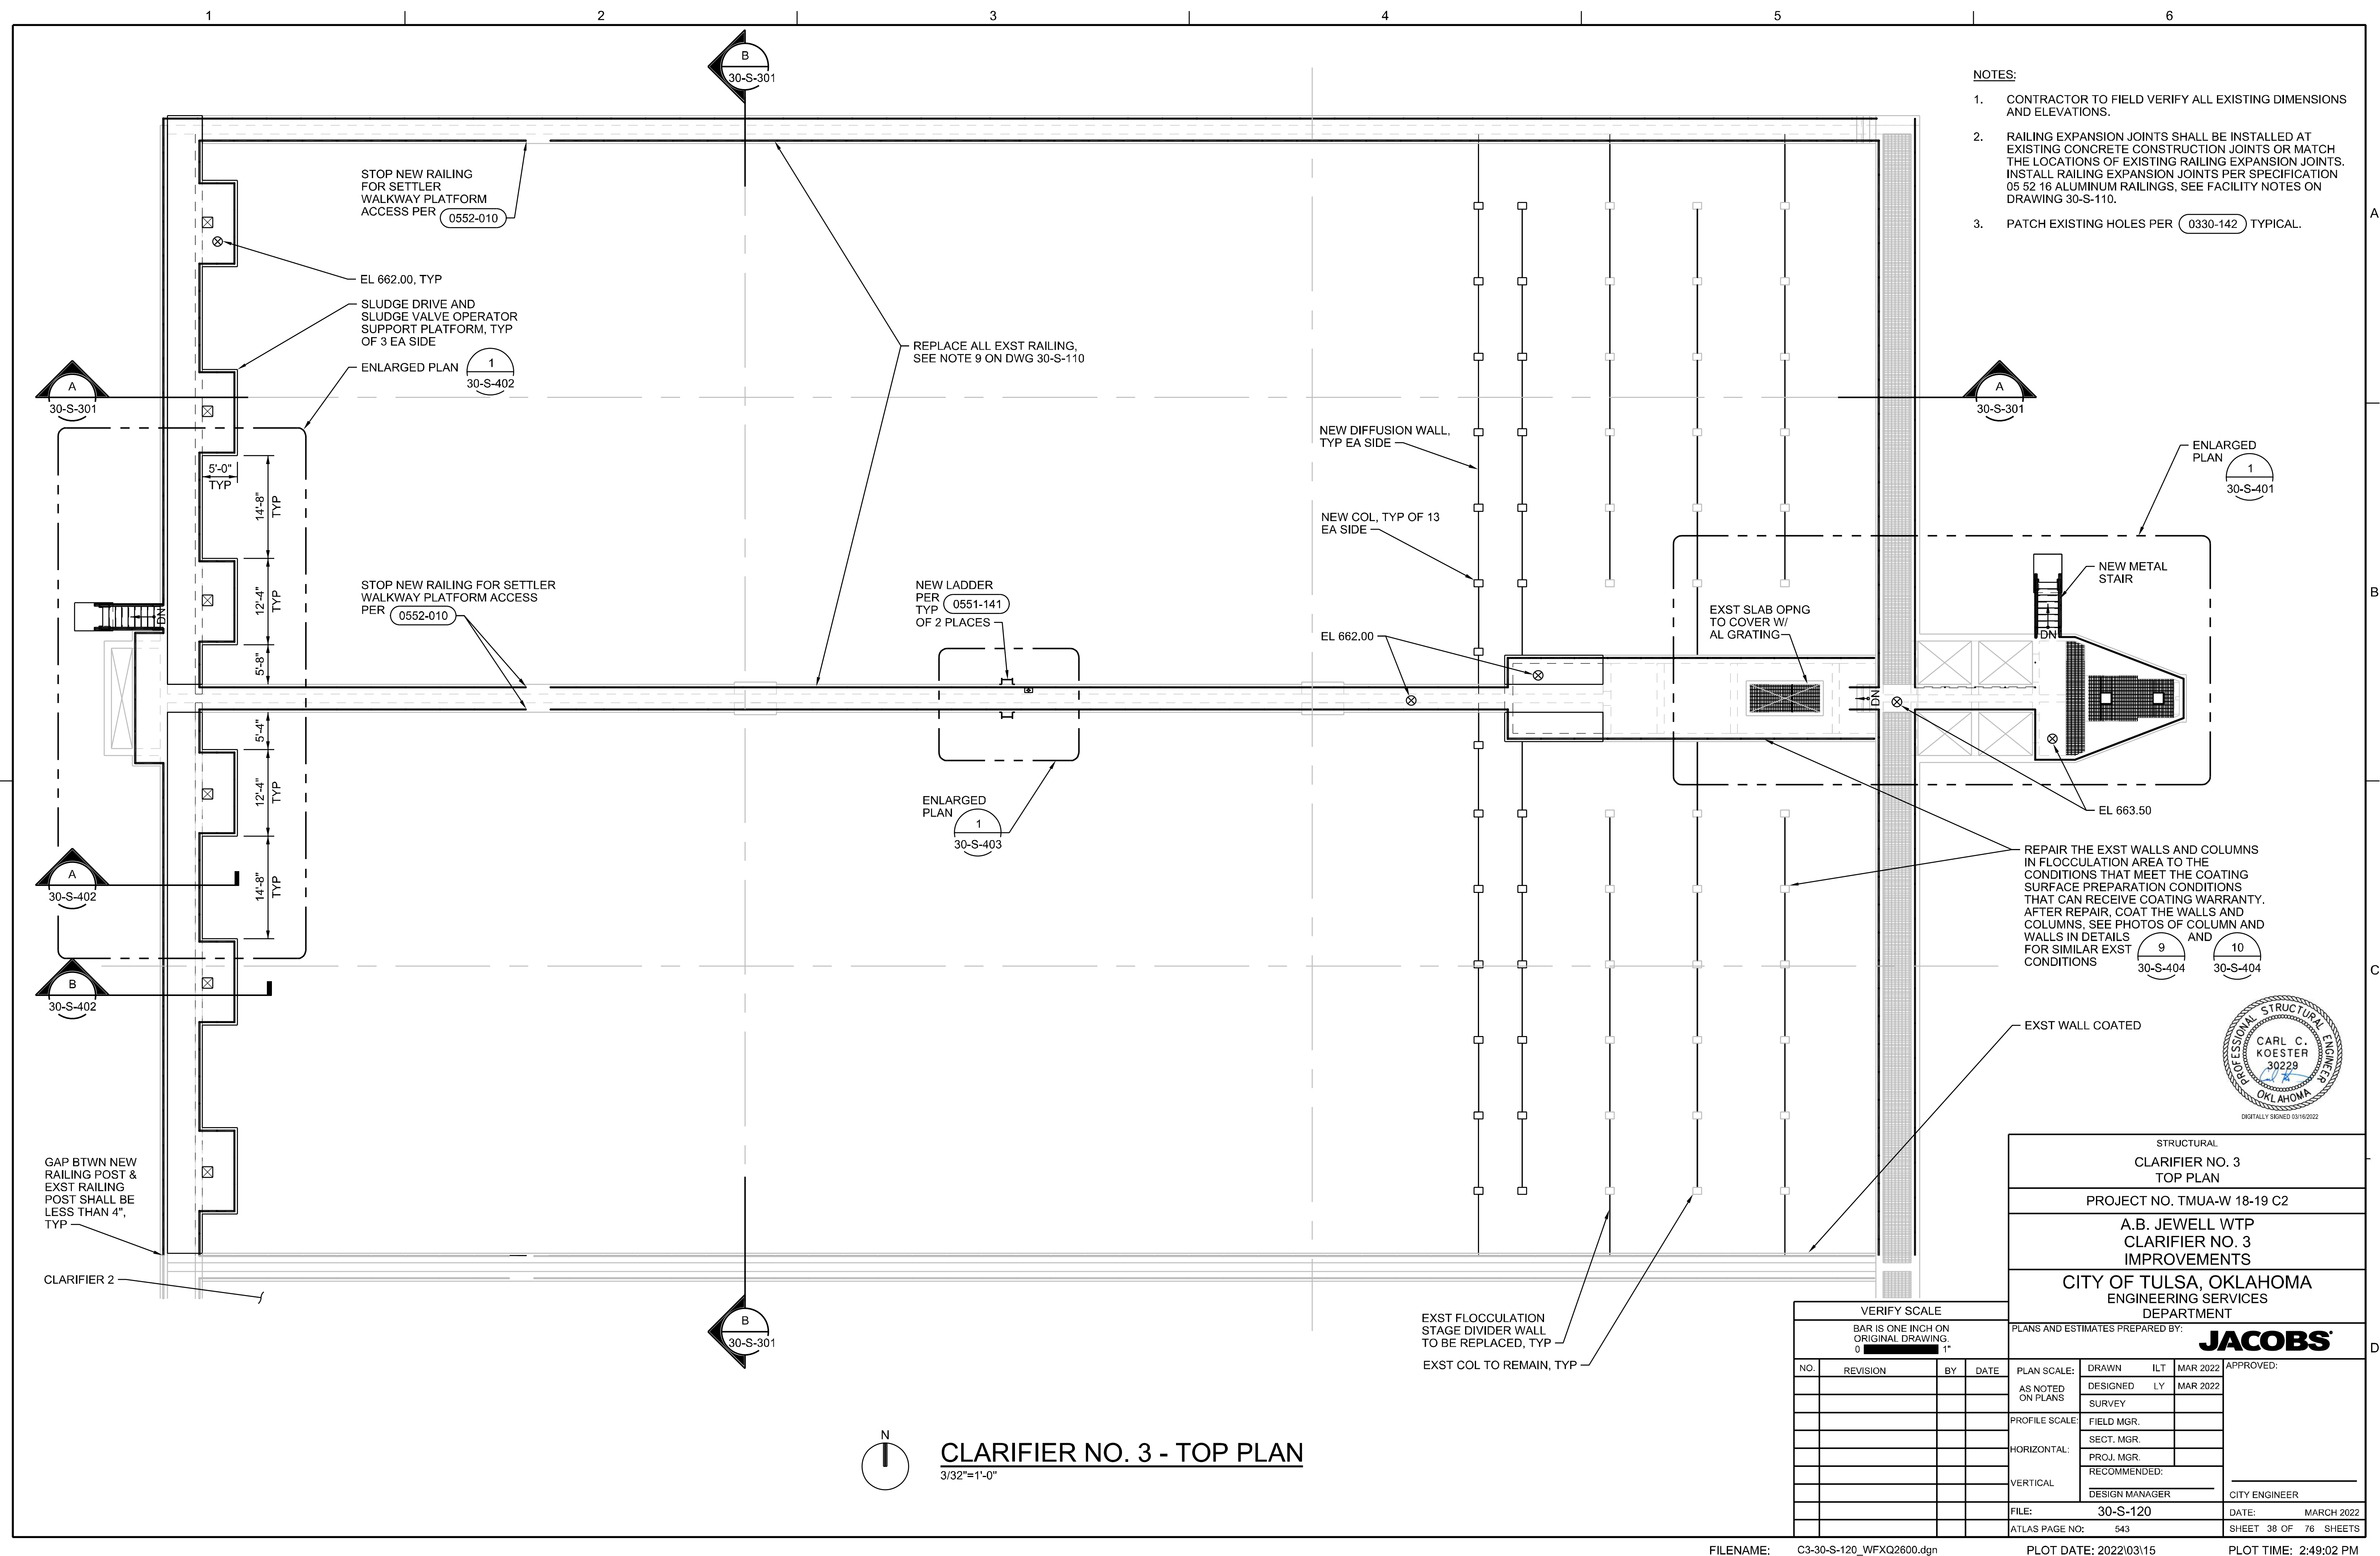 1
2
3
4
5
6
A
B
C
D
B
30-S-301
NOTES:
1. CONTRACTOR TO FIELD VERIFY ALL EXISTING DIMENSIONS
AND ELEVATIONS.
2. RAILING EXPANSION JOINTS SHALL BE INSTALLED AT
EXISTING CONCRETE CONSTRUCTION JOINTS OR MATCH
THE LOCATIONS OF EXISTING RAILING EXPANSION JOINTS.
INSTALL RAILING EXPANSION JOINTS PER SPECIFICATION
05 52 16 ALUMINUM RAILINGS, SEE FACILITY NOTES ON
DRAWING 30-S-110.
3. PATCH EXISTING HOLES PER 0330-142 TYPICAL.
STOP NEW RAILING
FOR SETTLER
WALKWAY PLATFORM
ACCESS PER 0552-010
EL 662.00, TYP
SLUDGE DRIVE AND
SLUDGE VALVE OPERATOR
SUPPORT PLATFORM, TYP
OF 3 EA SIDE
ENLARGED PLAN 1
30-S-402
REPLACE ALL EXST RAILING,
SEE NOTE 9 ON DWG 30-S-110
A
30-S-301
A
30-S-301
NEW DIFFUSION WALL,
TYP EA SIDE
NEW COL, TYP OF 13
EA SIDE
ENLARGED
PLAN
1
30-S-401
5'-0"
TYP
14'-8"
TYP
12'-4"
TYP
5'-8"
5'-4"
12'-4"
TYP
14'-8"
TYP
DN
STOP NEW RAILING FOR SETTLER
WALKWAY PLATFORM ACCESS
PER 0552-010
NEW LADDER
PER 0551-141
TYP
OF 2 PLACES
EL 662.00
EXST SLAB OPNG
TO COVER W/
AL GRATING
NEW METAL
STAIR
DN
DN
ENLARGED
PLAN
1
30-S-403
EL 663.50
A
30-S-402
B
30-S-402
REPAIR THE EXST WALLS AND COLUMNS
IN FLOCCULATION AREA TO THE
CONDITIONS THAT MEET THE COATING
SURFACE PREPARATION CONDITIONS
THAT CAN RECEIVE COATING WARRANTY.
AFTER REPAIR, COAT THE WALLS AND
COLUMNS, SEE PHOTOS OF COLUMN AND
WALLS IN DETAILS 9 AND 10
FOR SIMILAR EXST
CONDITIONS 30-S-404 30-S-404
EXST WALL COATED
PROFESSIONAL STRUCTURAL ENGINEER
CARL C.
KOESTER
30229
OKLAHOMA
DIGITALLY SIGNED 03/16/2022
GAP BTWN NEW
RAILING POST &
EXST RAILING
POST SHALL BE
LESS THAN 4",
TYP
CLARIFIER 2
B
30-S-301
EXST FLOCCULATION
STAGE DIVIDER WALL
TO BE REPLACED, TYP
EXST COL TO REMAIN, TYP
N
CLARIFIER NO. 3 - TOP PLAN
3/32"=1'-0"
STRUCTURAL
CLARIFIER NO. 3
TOP PLAN
PROJECT NO. TMUA-W 18-19 C2
A.B. JEWELL WTP
CLARIFIER NO. 3
IMPROVEMENTS
CITY OF TULSA, OKLAHOMA
ENGINEERING SERVICES
DEPARTMENT
VERIFY SCALE
BAR IS ONE INCH ON
ORIGINAL DRAWING.
0 1"
PLANS AND ESTIMATES PREPARED BY:
JACOBS
NO. REVISION BY DATE
PLAN SCALE:
AS NOTED
ON PLANS
PROFILE SCALE:
HORIZONTAL:
VERTICAL
DRAWN ILT MAR 2022
DESIGNED LY MAR 2022
SURVEY
FIELD MGR.
SECT. MGR.
PROJ. MGR.
RECOMMENDED:
DESIGN MANAGER
APPROVED:
CITY ENGINEER
FILE: 30-S-120
DATE: MARCH 2022
ATLAS PAGE NO: 543
SHEET 38 OF 76 SHEETS
FILENAME: C3-30-S-120_WFXQ2600.dgn
PLOT DATE: 2022\03\15
PLOT TIME: 2:49:02 PM